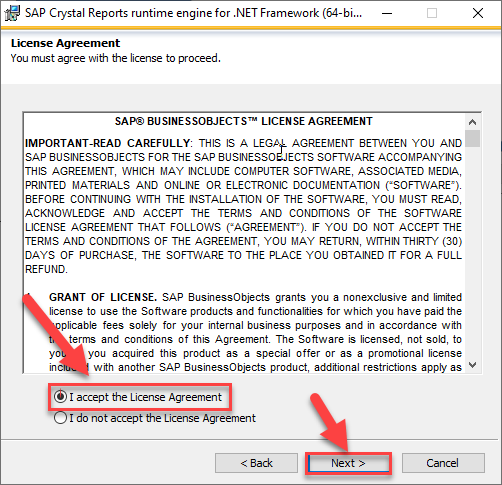 SAP Crystal Reports runtime engine for .NET Framework (64-bi...
License Agreement
You must agree with the license to proceed.
SAP® BUSINESSOBJECTS™ LICENSE AGREEMENT
IMPORTANT-READ CAREFULLY: THIS IS A LEGAL AGREEMENT BETWEEN YOU AND
SAP BUSINESSOBJECTS FOR THE SAP BUSINESSOBJECTS SOFTWARE ACCOMPANYING
THIS AGREEMENT, WHICH MAY INCLUDE COMPUTER SOFTWARE, ASSOCIATED MEDIA,
PRINTED MATERIALS AND ONLINE OR ELECTRONIC DOCUMENTATION (“SOFTWARE”).
BEFORE CONTINUING WITH THE INSTALLATION OF THE SOFTWARE, YOU MUST READ,
ACKNOWLEDGE AND ACCEPT THE TERMS AND CONDITIONS OF THE SOFTWARE
LICENSE AGREEMENT THAT FOLLOWS (“AGREEMENT”). IF YOU DO NOT ACCEPT THE
TERMS AND CONDITIONS OF THE AGREEMENT, YOU MAY RETURN, WITHIN THIRTY (30)
DAYS OF PURCHASE, THE SOFTWARE TO THE PLACE YOU OBTAINED IT FOR A FULL
REFUND.
GRANT OF LICENSE. SAP BusinessObjects grants you a nonexclusive and limited
license to use the Software products and functionalities for which you have paid the
applicable fees solely for your internal business purposes and in accordance with
the terms and conditions of this Agreement. The Software is licensed, not sold, to
you acquired this product as a special offer or as a promotional license
included with another SAP BusinessObjects product, additional restrictions apply as
I accept the License Agreement
I do not accept the License Agreement
< Back
Next >
Cancel